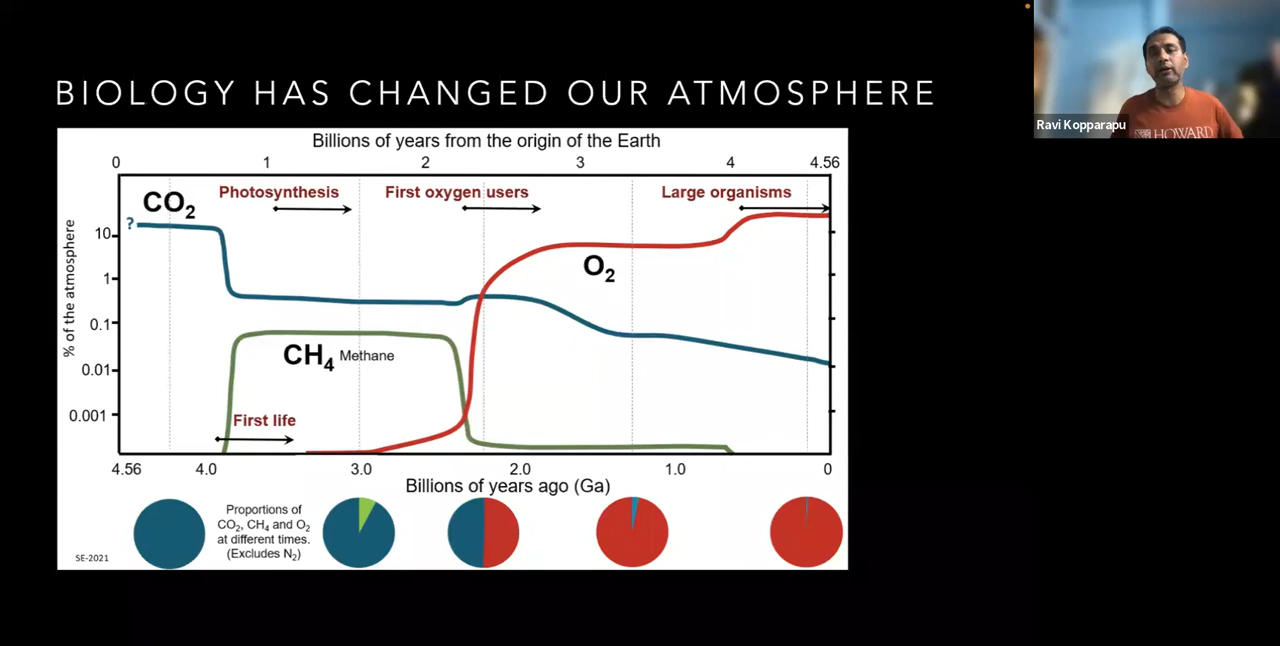 BIOLOGY HAS CHANGED OUR ATMOSPHERE
Ravi Kopparapu
HOWARD
Billions of years from the origin of the Earth
0 1 2 3 4 4.56
CO2
Photosynthesis
First oxygen users
Large organisms
?
% of the atmosphere
10
1
0.1
0.01
0.001
O2
CH4 Methane
First life
4.56 4.0 3.0 2.0 1.0 0
Billions of years ago (Ga)
Proportions of
CO2, CH4 and O2
at different times.
(Excludes N2)
SE-2021